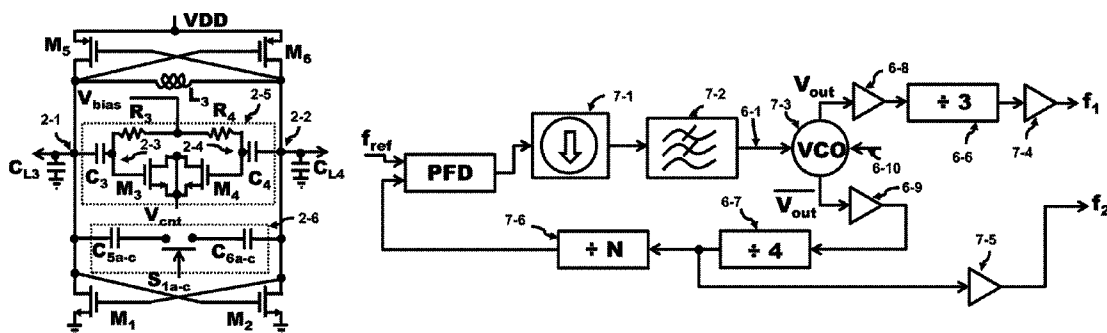 VDD
M5
M6
L3
Vbias
R3
R4
2-5
2-1
2-2
2-3
2-4
CL3
C3
M3
M4
C4
CL4
Vcnt
2-6
C5a-c
C6a-c
S1a-c
M1
M2
fref
PFD
7-1
7-2
6-1
7-3
VCO
Vout
6-8
÷ 3
6-6
7-4
f1
6-10
Vout
6-9
6-7
÷ 4
7-6
÷ N
7-5
f2